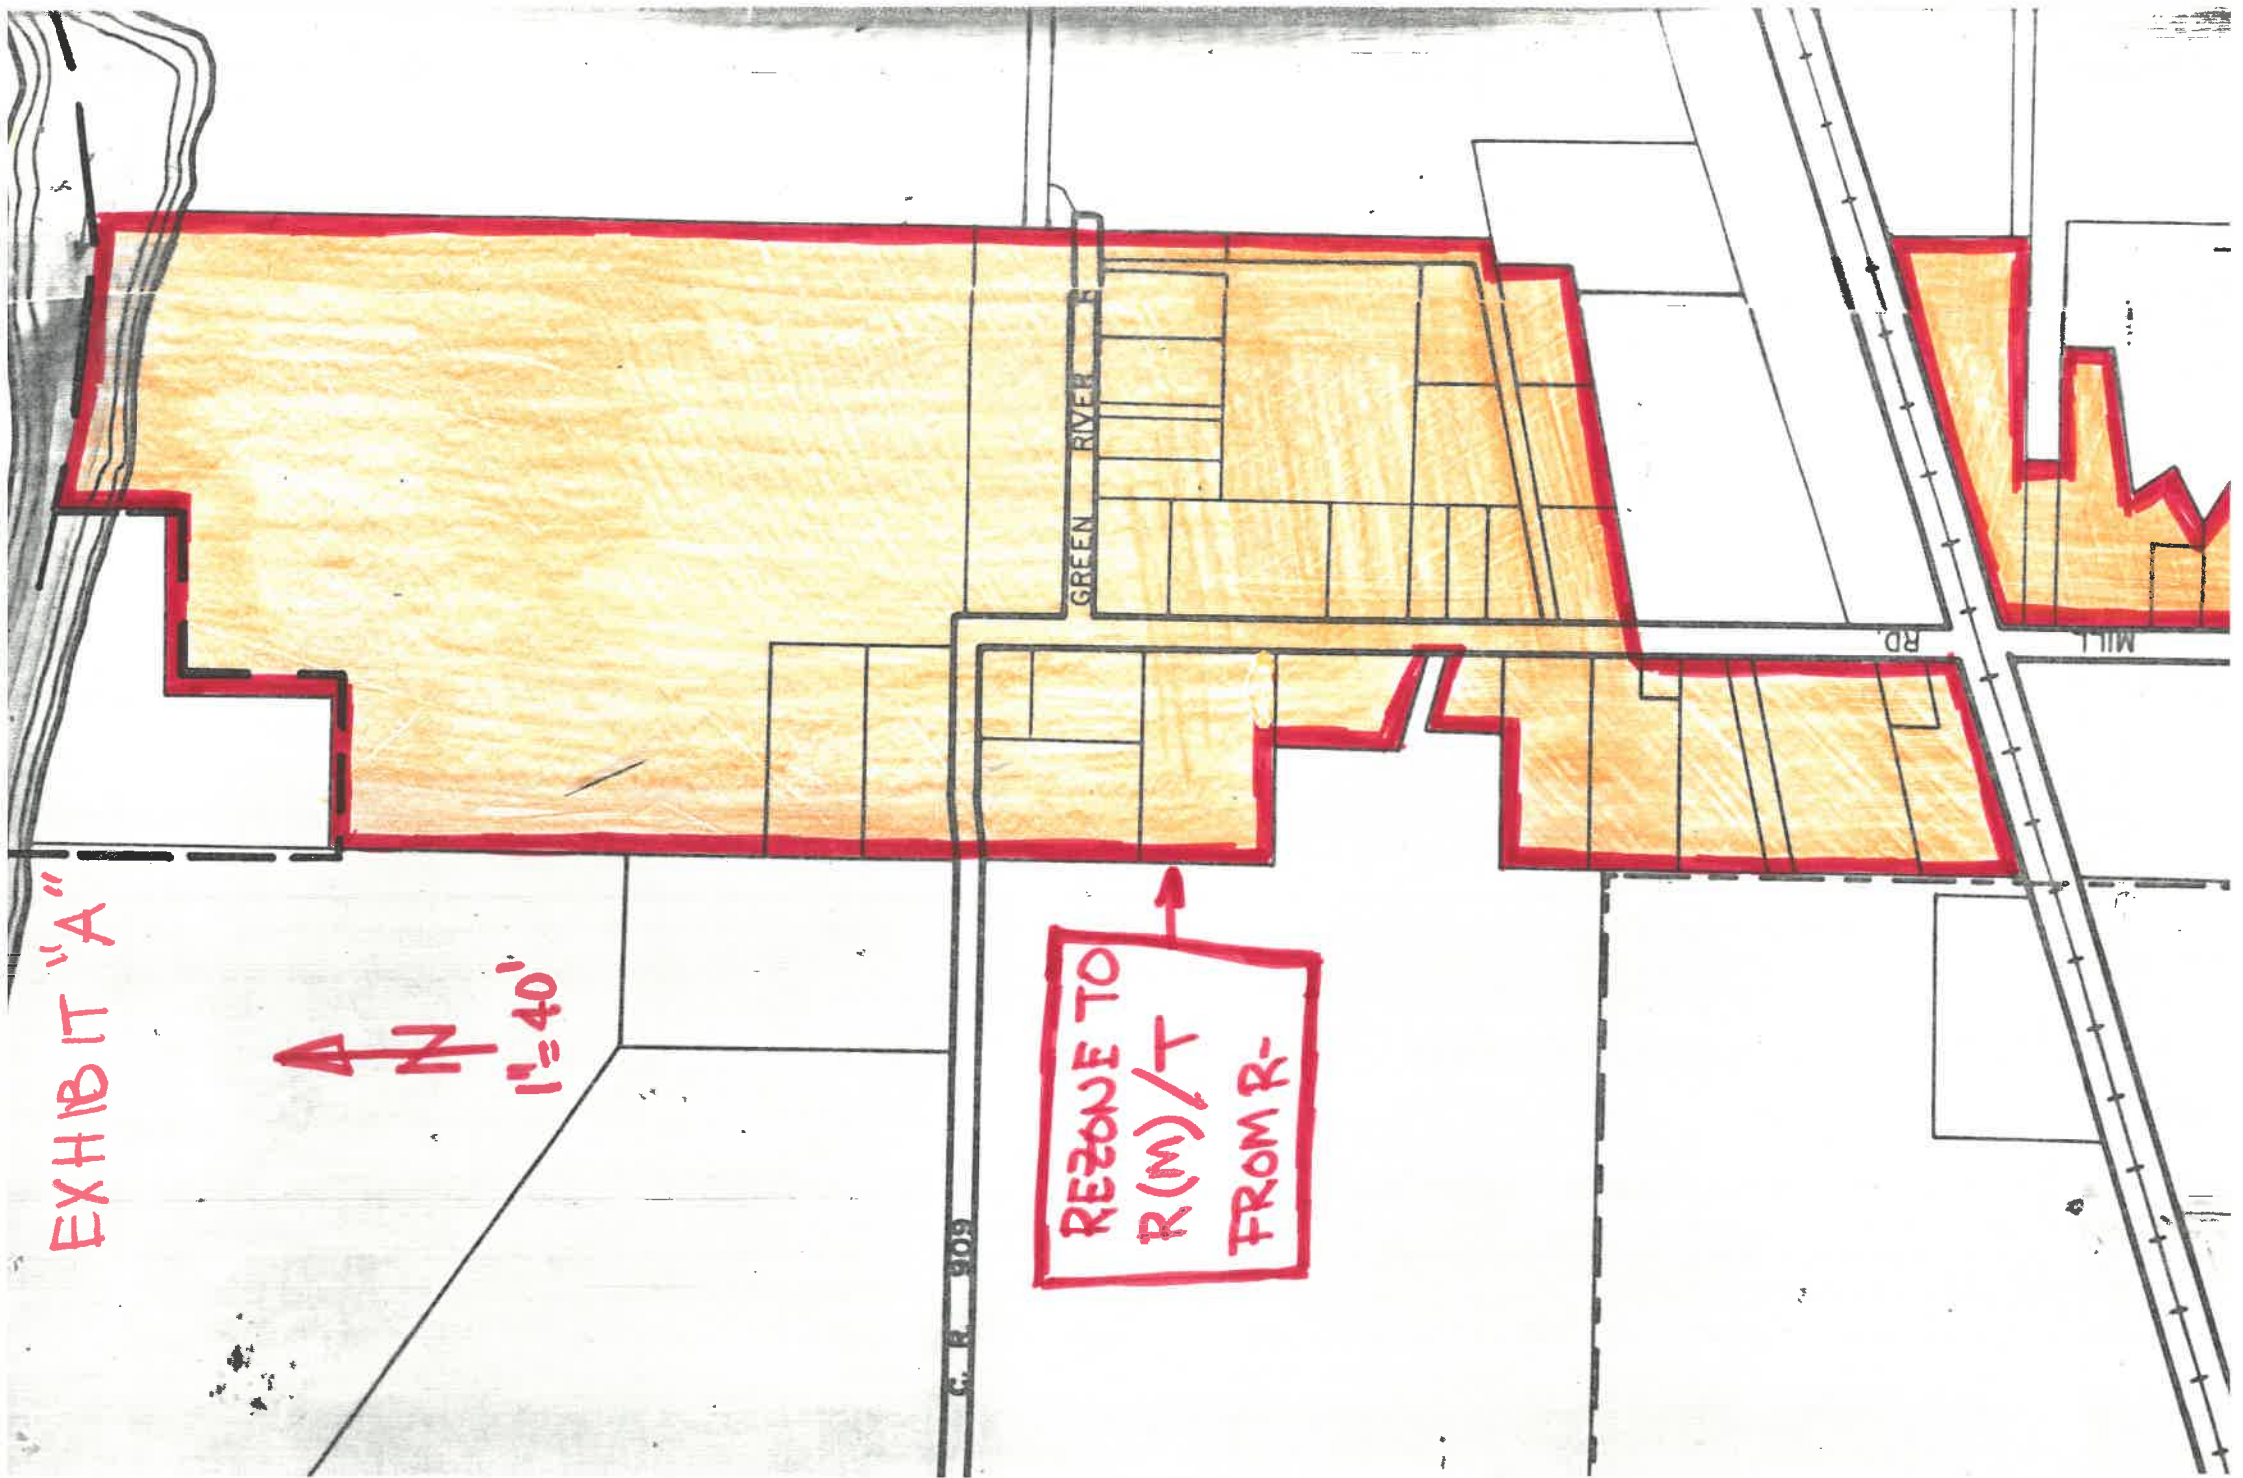 EXHIBIT "A"
N
1"=40'
REZONE TO
R(M)/T
FROM R-
C. R. 909
GREEN RIVER R
RD.
MILL